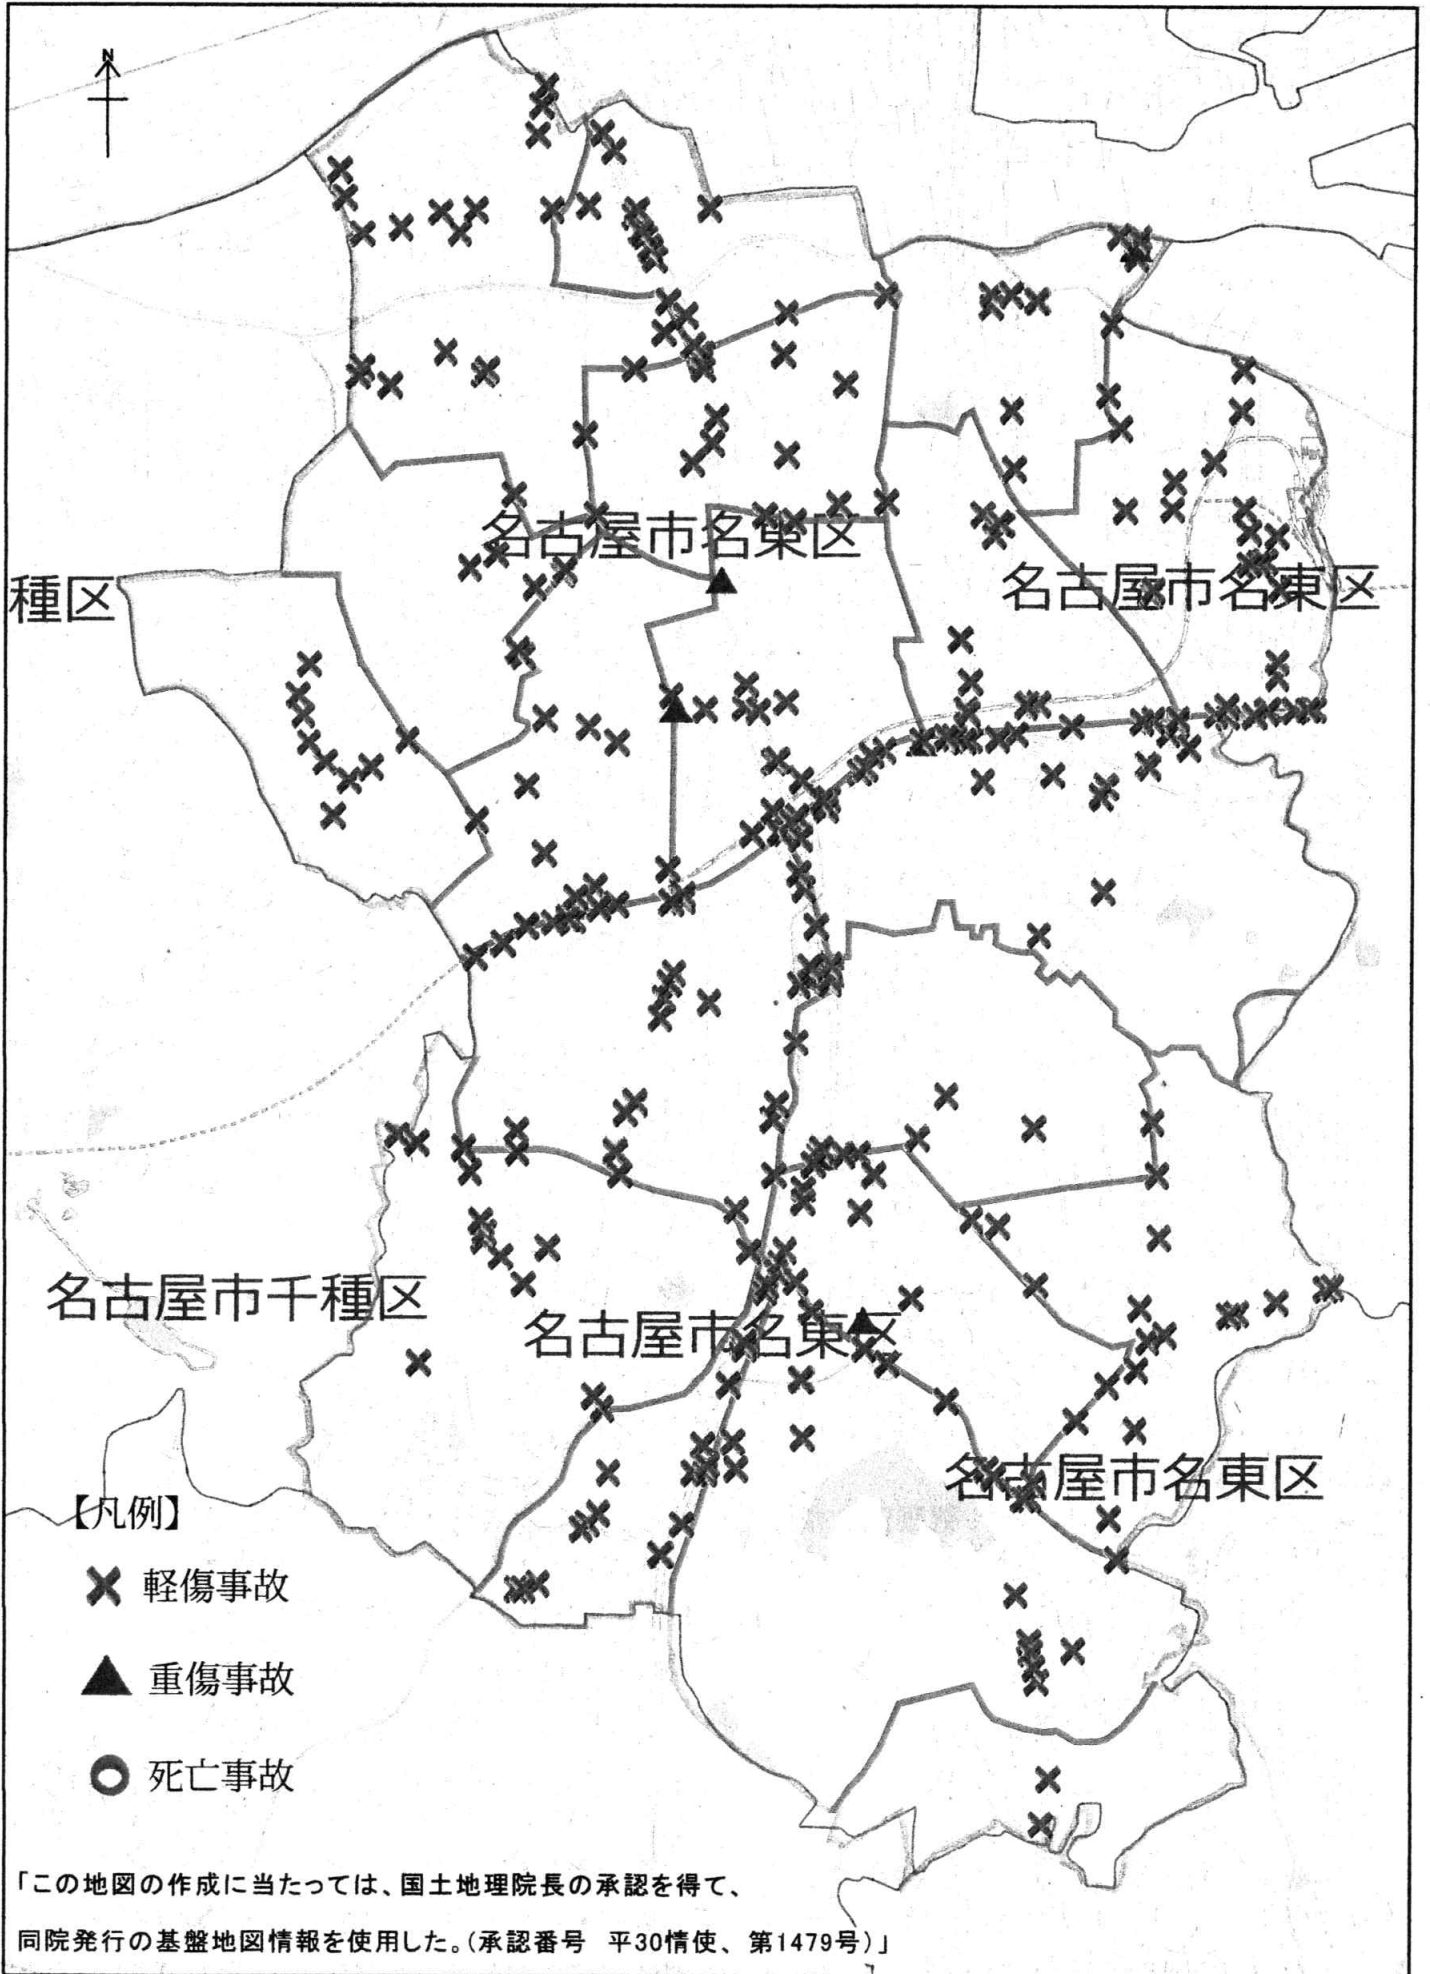 N
名古屋市名東区
名古屋市名東区
種区
名古屋市千種区
名古屋市名東区
名古屋市名東区
【凡例】
軽傷事故
重傷事故
死亡事故
「この地図の作成に当たっては、国土地理院長の承認を得て、
同院発行の基盤地図情報を使用した。(承認番号　平30情使、第1479号)」